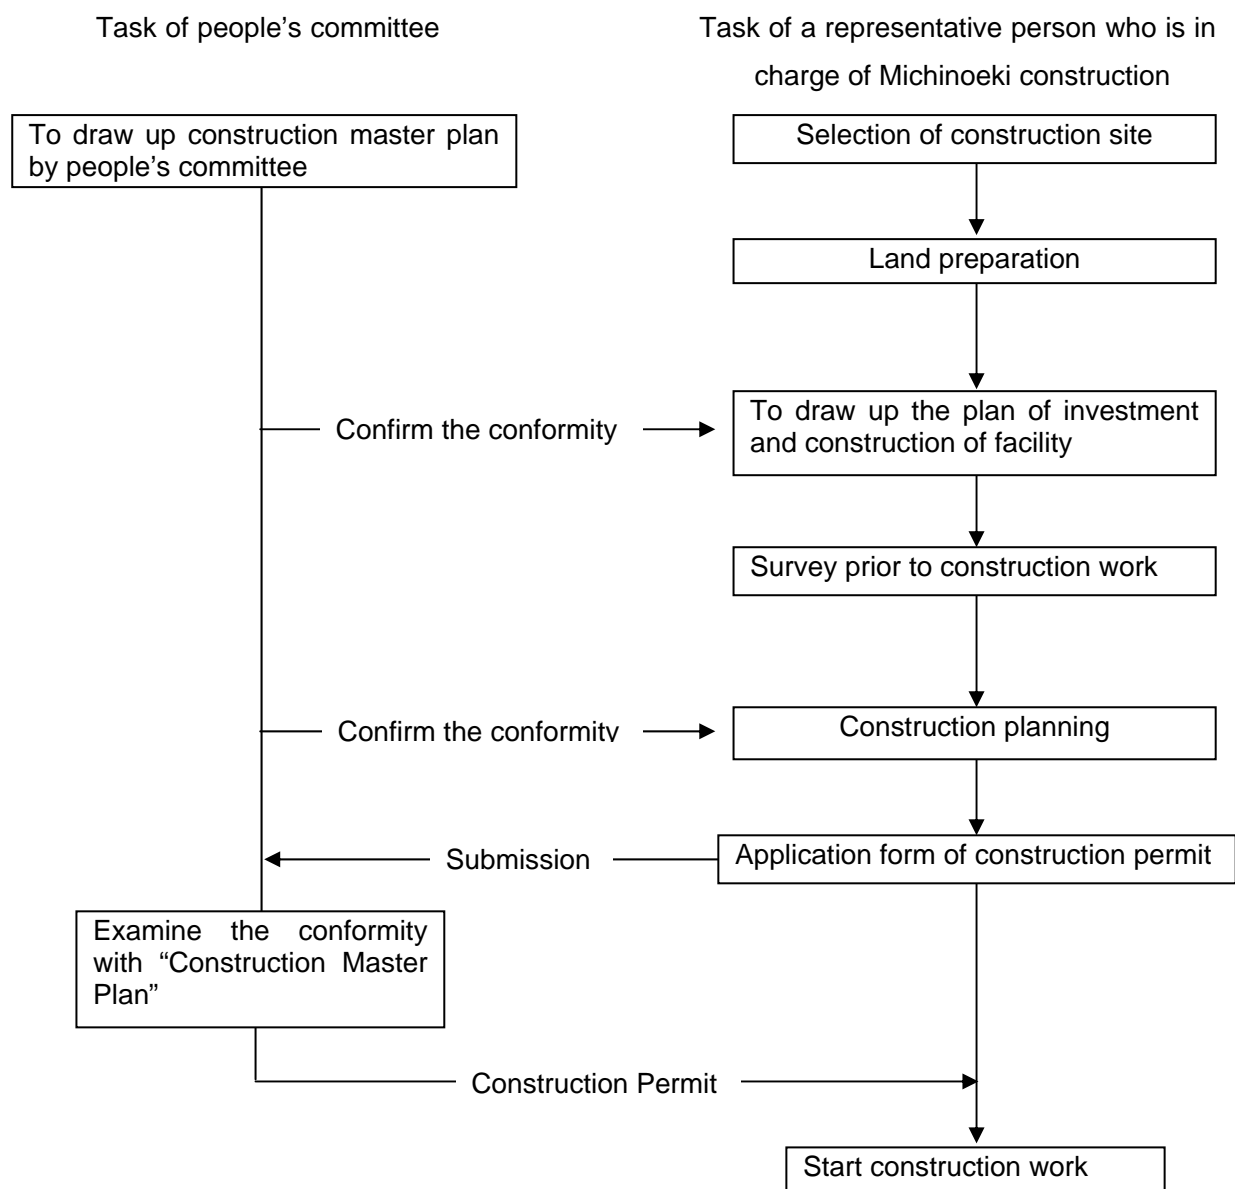 Task of people's committee
Task of a representative person who is in
charge of Michinoeki construction
To draw up construction master plan
by people's committee
Selection of construction site
Land preparation
To draw up the plan of investment
and construction of facility
Confirm the conformity
Survey prior to construction work
Confirm the conformity
Construction planning
Submission
Application form of construction permit
Examine the conformity
with “Construction Master
Plan”
Construction Permit
Start construction work